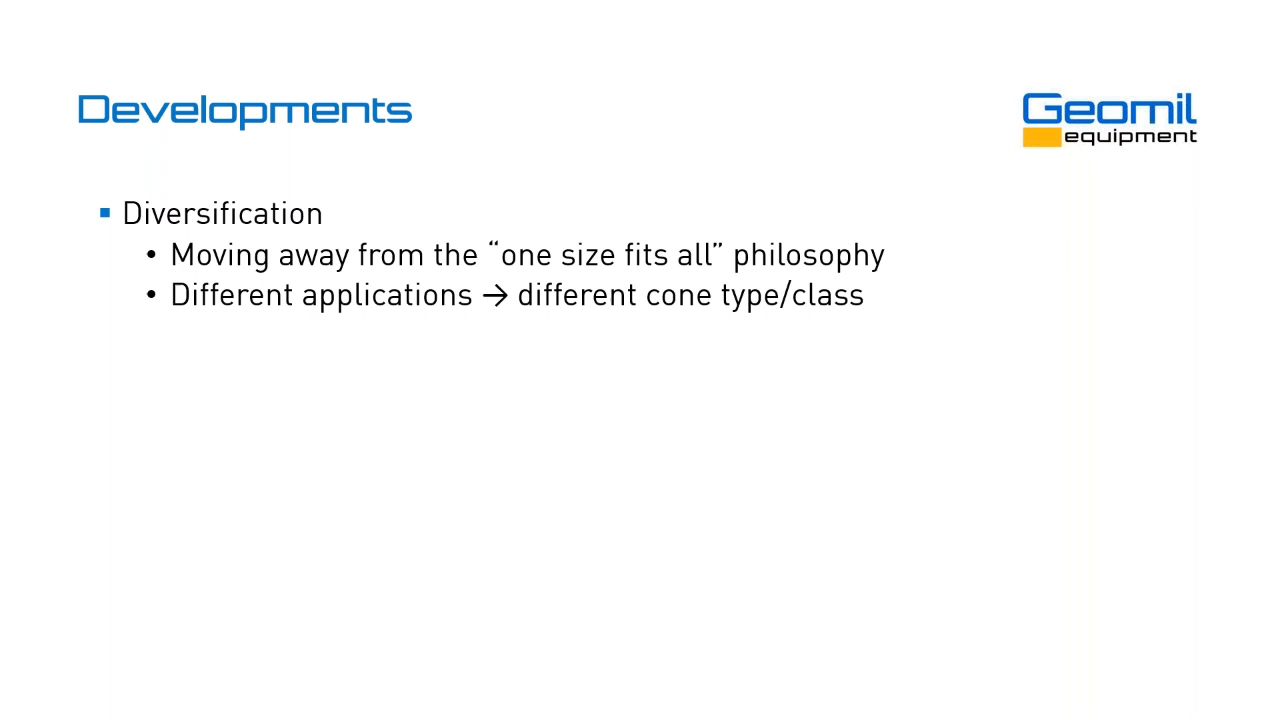 Developments
Geomil
equipment
▪ Diversification
• Moving away from the “one size fits all” philosophy
• Different applications → different cone type/class